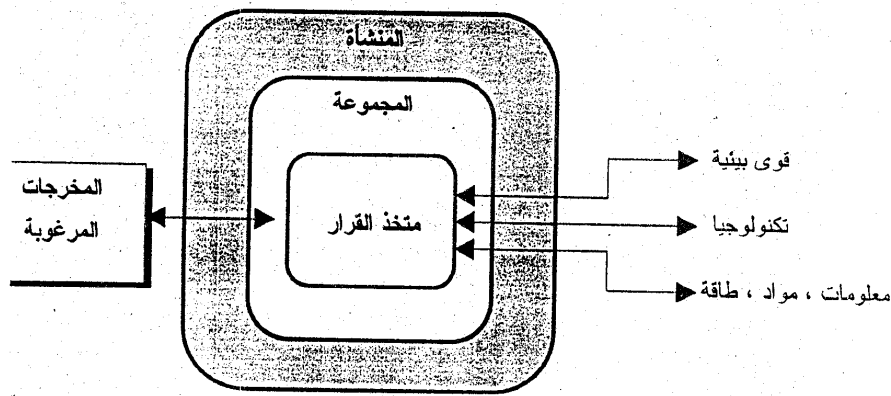 المنشأة
المجموعة
متخذ القرار
قوى بيئية
تكنولوجيا
معلومات ، مواد ، طاقة
المخرجات
المرغوبة